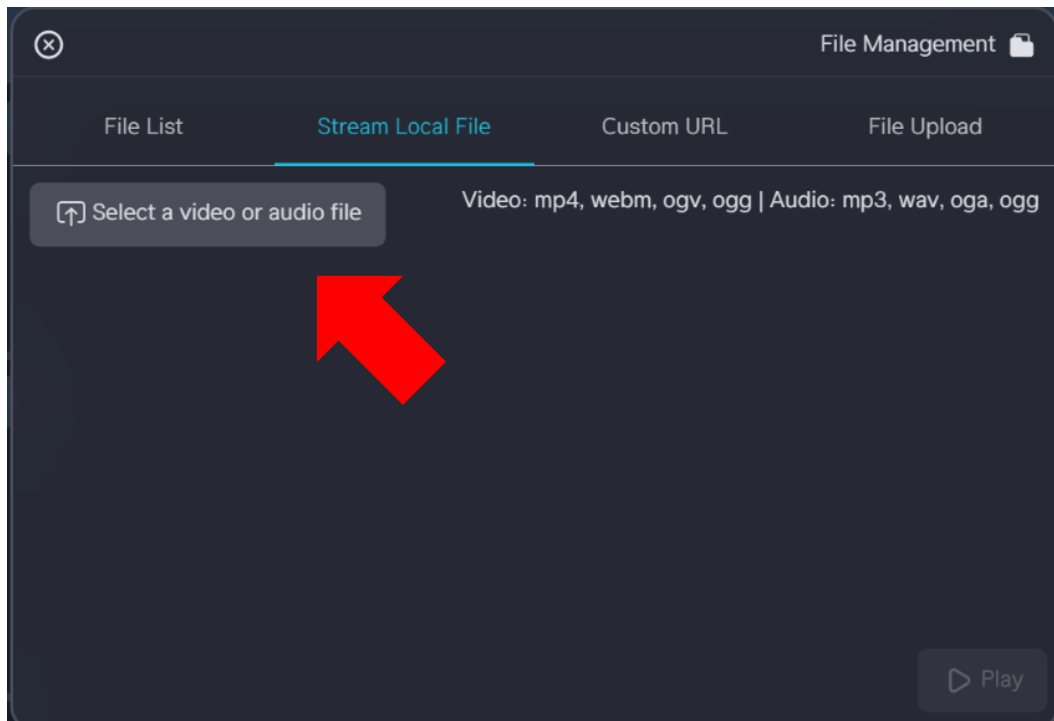 File Management
File List
Stream Local File
Custom URL
File Upload
Select a video or audio file
Video: mp4, webm, ogv, ogg | Audio: mp3, wav, oga, ogg
Play